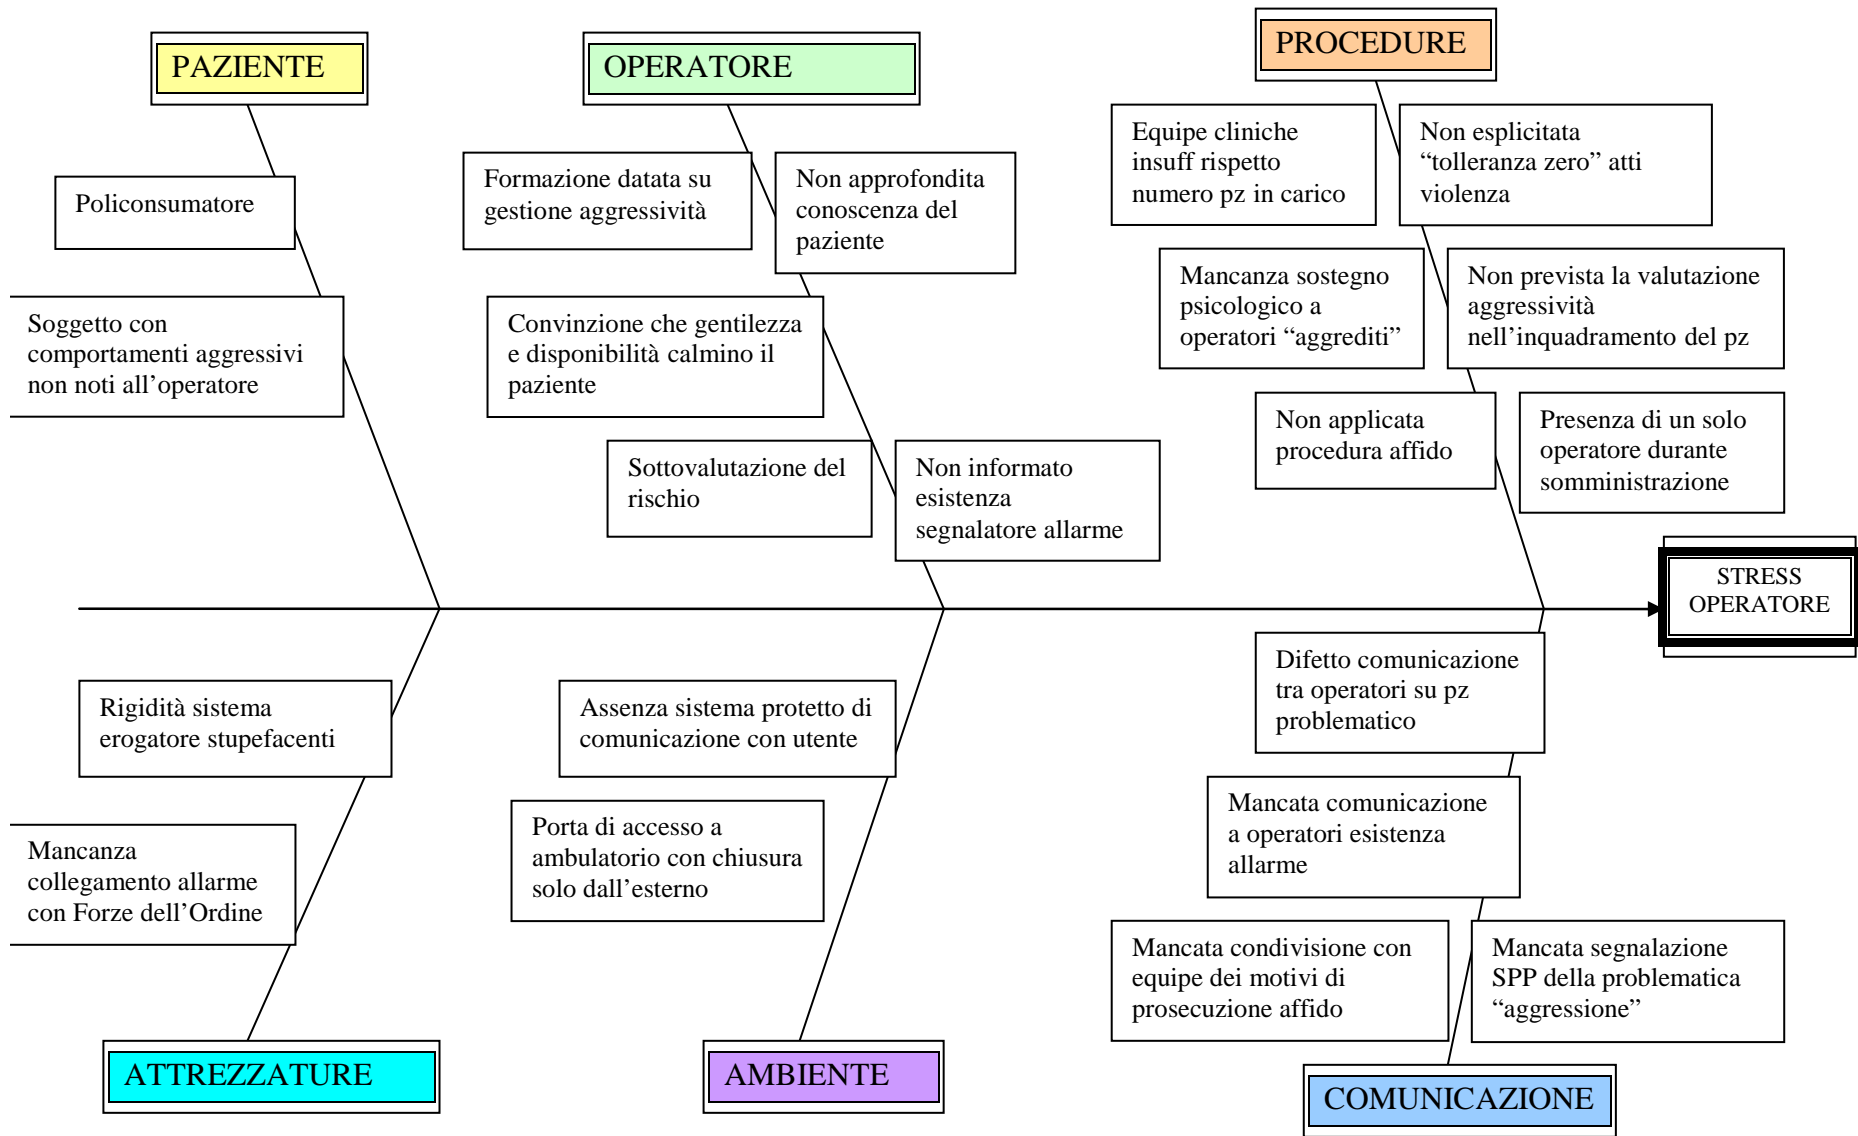 PAZIENTE
OPERATORE
PROCEDURE
Policonsumatore
Soggetto con
comportamenti aggressivi
non noti all’operatore
Formazione datata su
gestione aggressività
Non approfondita
conoscenza del
paziente
Convinzione che gentilezza
e disponibilità calmino il
paziente
Sottovalutazione del
rischio
Non informato
esistenza
segnalatore allarme
Equipe cliniche
insuff rispetto
numero pz in carico
Non esplicitata
“tolleranza zero” atti
violenza
Mancanza sostegno
psicologico a
operatori “aggrediti”
Non prevista la valutazione
aggressività
nell’inquadramento del pz
Non applicata
procedura affido
Presenza di un solo
operatore durante
somministrazione
STRESS
OPERATORE
Rigidità sistema
erogatore stupefacenti
Mancanza
collegamento allarme
con Forze dell’Ordine
Assenza sistema protetto di
comunicazione con utente
Porta di accesso a
ambulatorio con chiusura
solo dall’esterno
Difetto comunicazione
tra operatori su pz
problematico
Mancata comunicazione
a operatori esistenza
allarme
Mancata condivisione con
equipe dei motivi di
prosecuzione affido
Mancata segnalazione
SPP della problematica
“aggressione”
ATTREZZATURE
AMBIENTE
COMUNICAZIONE